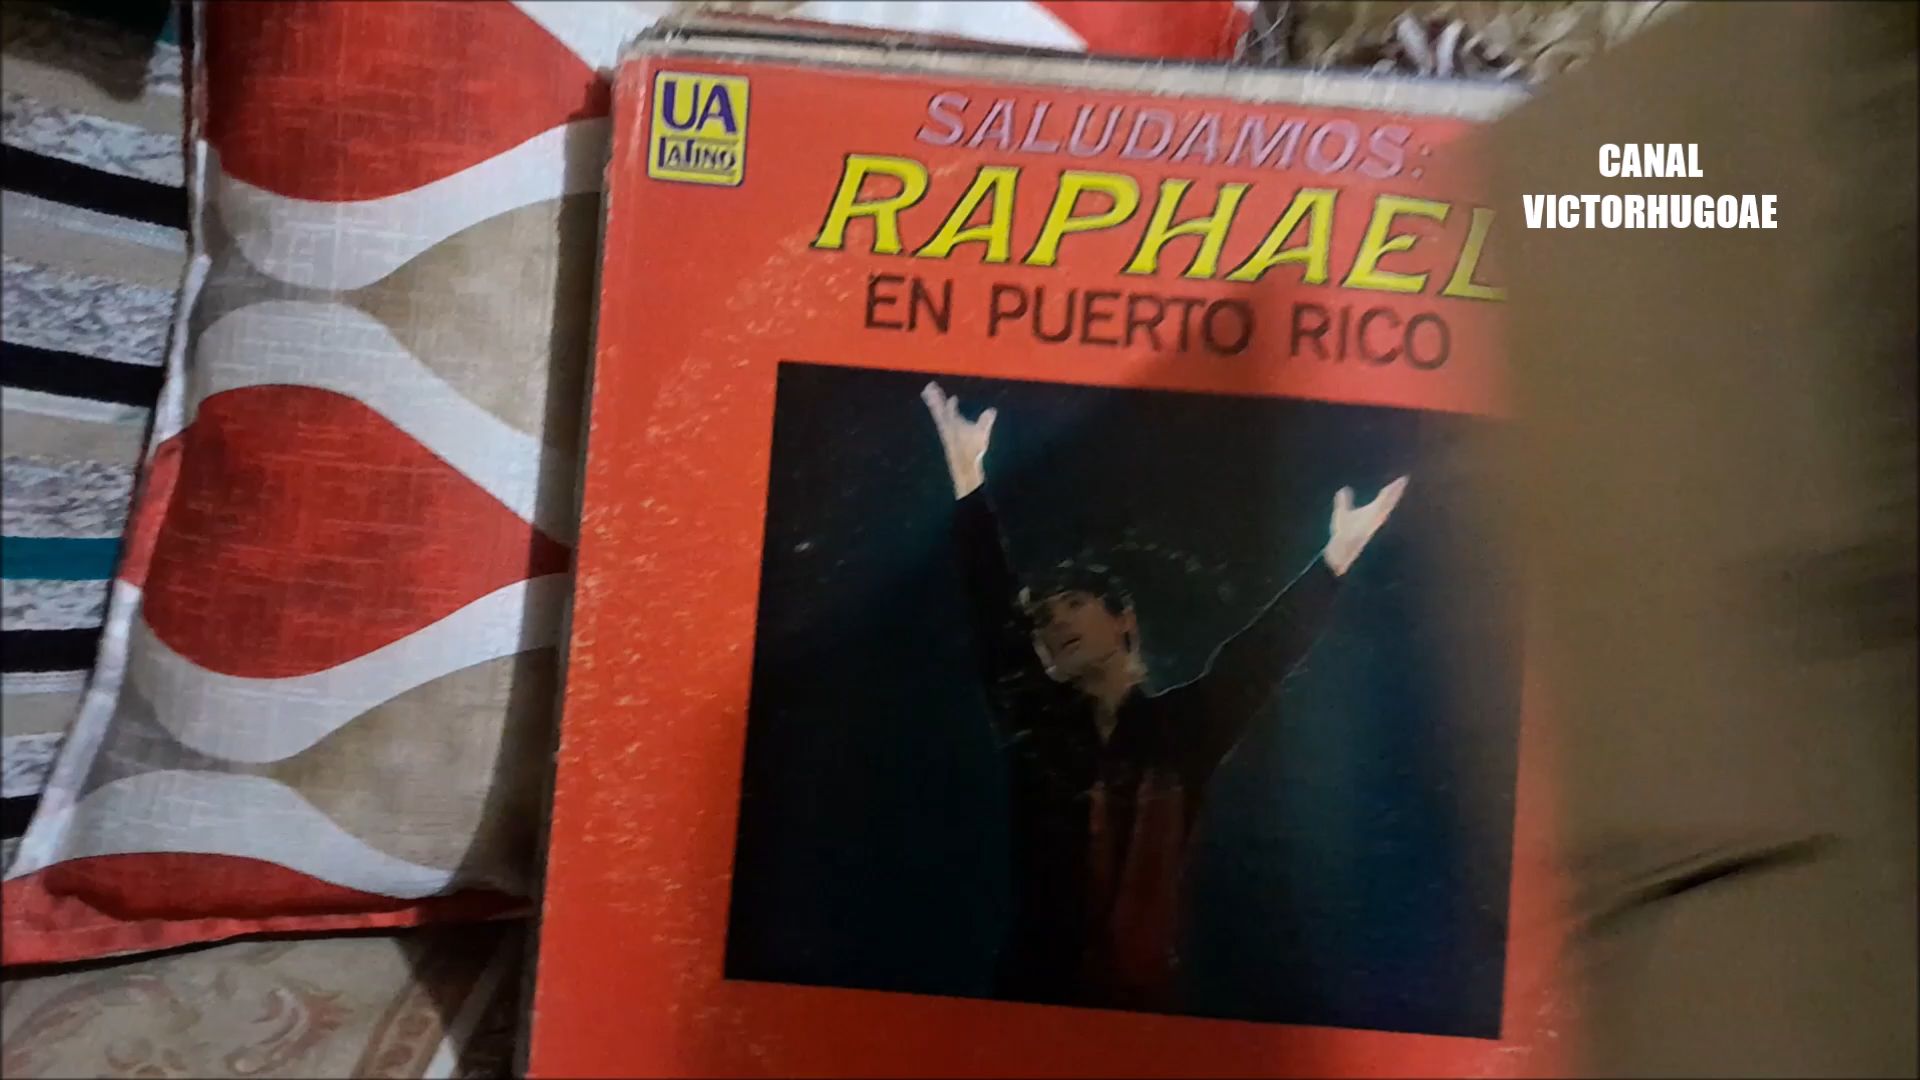 UA
LATINO
SALUDAMOS:
RAPHAEL
EN PUERTO RICO
CANAL
VICTORHUGOAE